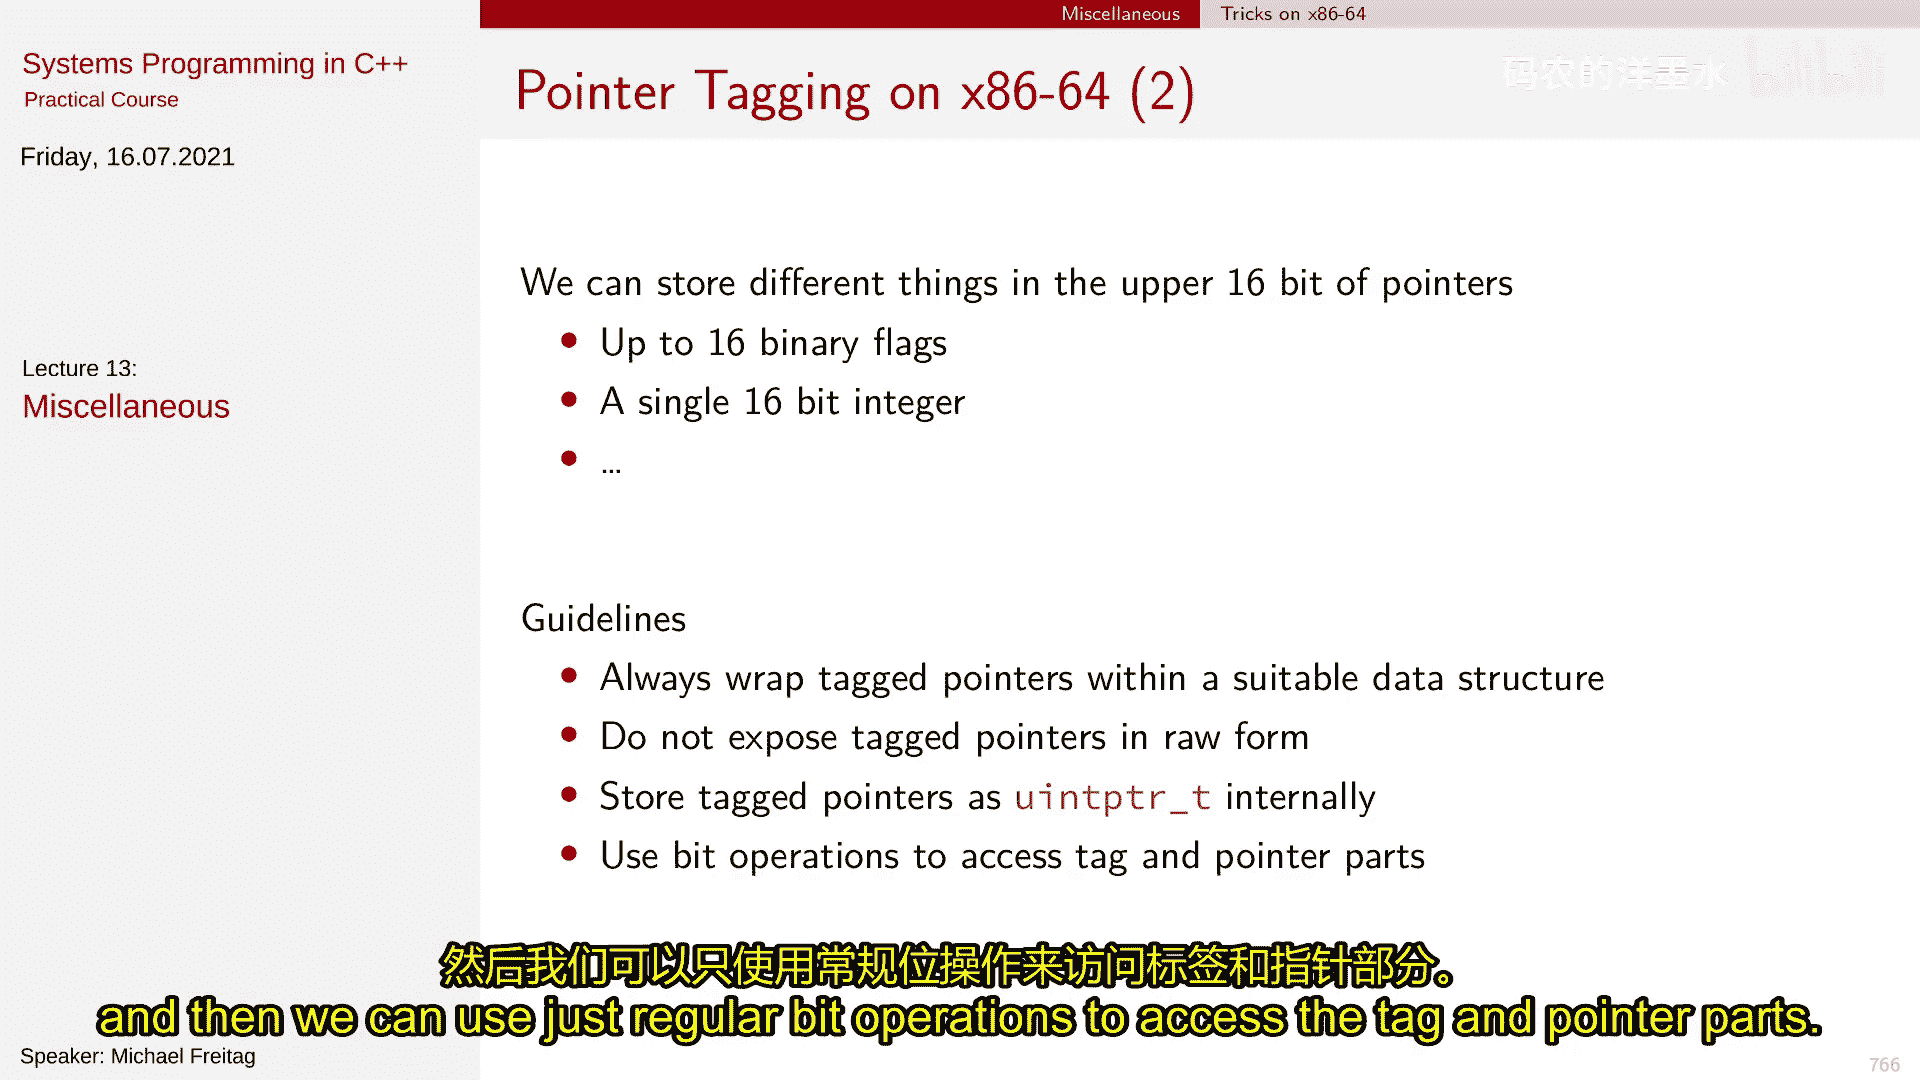 Miscellaneous
Tricks on x86-64
Systems Programming in C++
Practical Course
Friday, 16.07.2021
Lecture 13:
Miscellaneous
Pointer Tagging on x86-64 (2)
码农的洋墨水
We can store different things in the upper 16 bit of pointers
• Up to 16 binary flags
• A single 16 bit integer
• …
Guidelines
• Always wrap tagged pointers within a suitable data structure
• Do not expose tagged pointers in raw form
• Store tagged pointers as uintptr_t internally
• Use bit operations to access tag and pointer parts
然后我们可以只使用常规位操作来访问标签和指针部分。
and then we can use just regular bit operations to access the tag and pointer parts.
Speaker: Michael Freitag
766